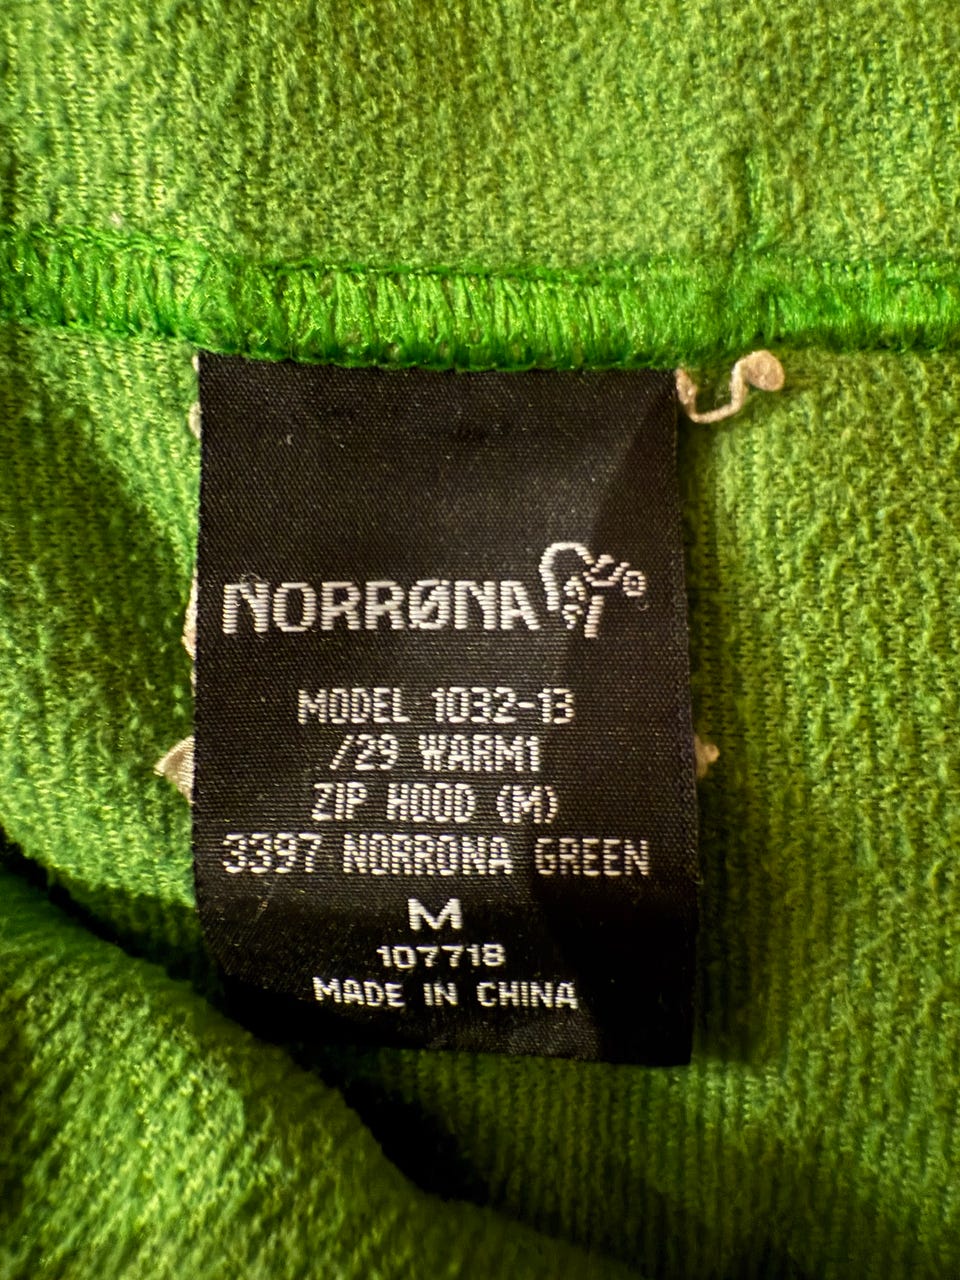 NORRØNA
MODEL 1032-13
/29 WARM1
ZIP HOOD (M)
3397 NORRONA GREEN
M
107718
MADE IN CHINA